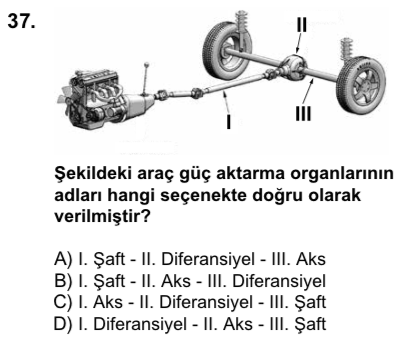 37.
II
I
III
Şekildeki araç güç aktarma organlarının
adları hangi seçenekte doğru olarak
verilmiştir?
A) I. Şaft - II. Diferansiyel - III. Aks
B) I. Şaft - II. Aks - III. Diferansiyel
C) I. Aks - II. Diferansiyel - III. Şaft
D) I. Diferansiyel - II. Aks - III. Şaft